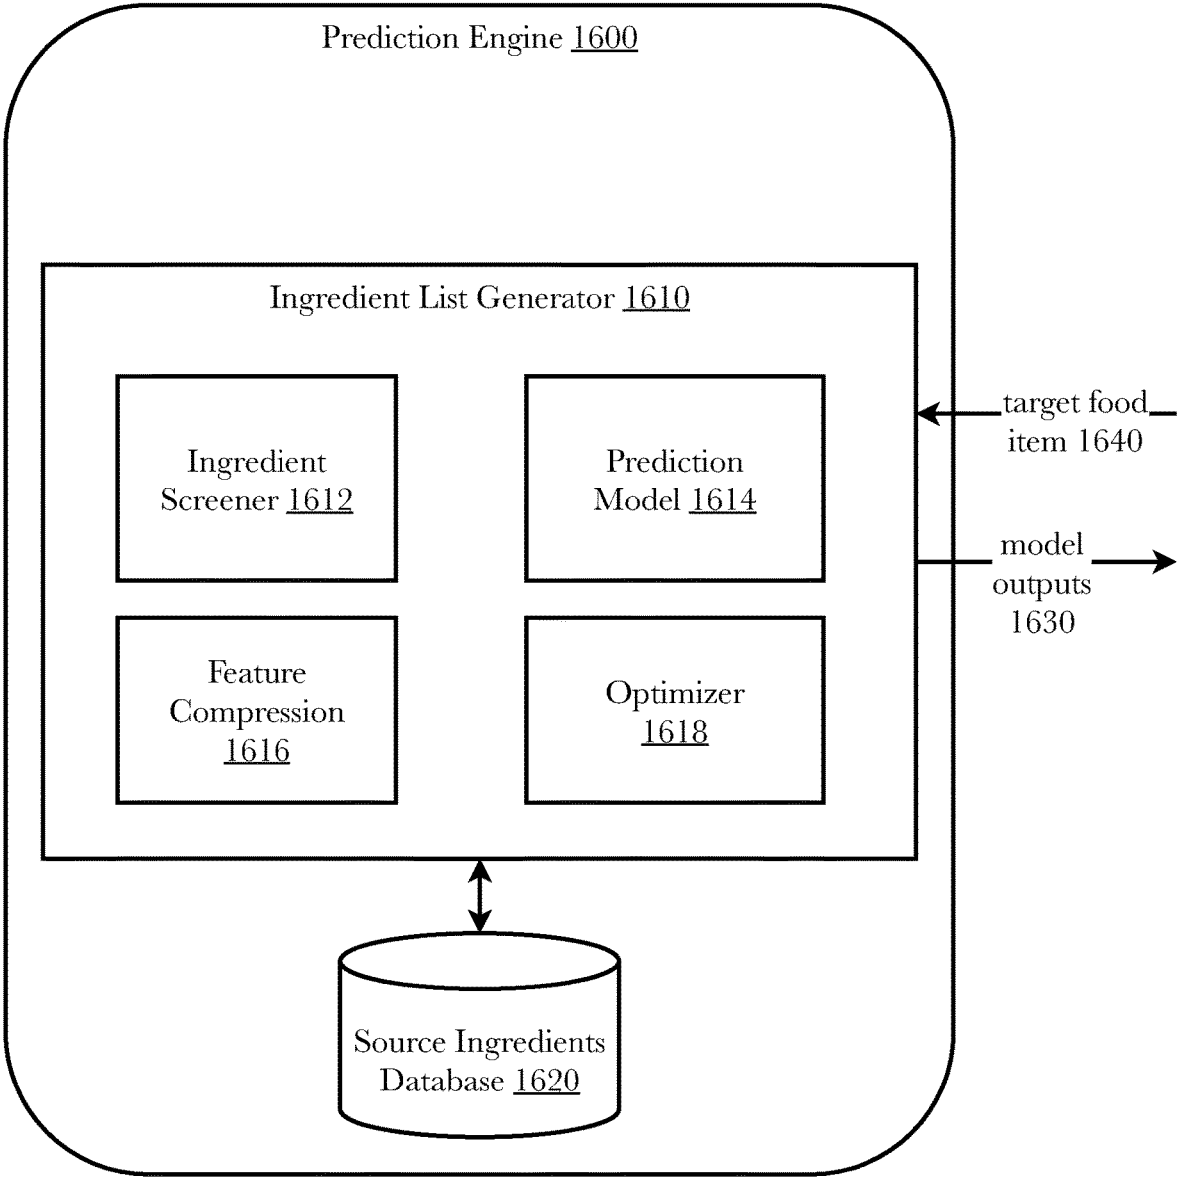 Prediction Engine 1600
Ingredient List Generator 1610
Ingredient
Screener 1612
Prediction
Model 1614
target food
item 1640
model
outputs
1630
Feature
Compression
1616
Optimizer
1618
Source Ingredients
Database 1620